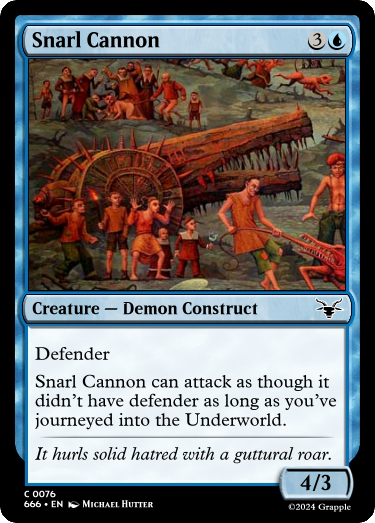 Snarl Cannon 3
Creature — Demon Construct
Defender
Snarl Cannon can attack as though it
didn't have defender as long as you've
journeyed into the Underworld.
It hurls solid hatred with a guttural roar.
4/3
C 0076
666 • EN Michael Hutter
©2024 Grapple